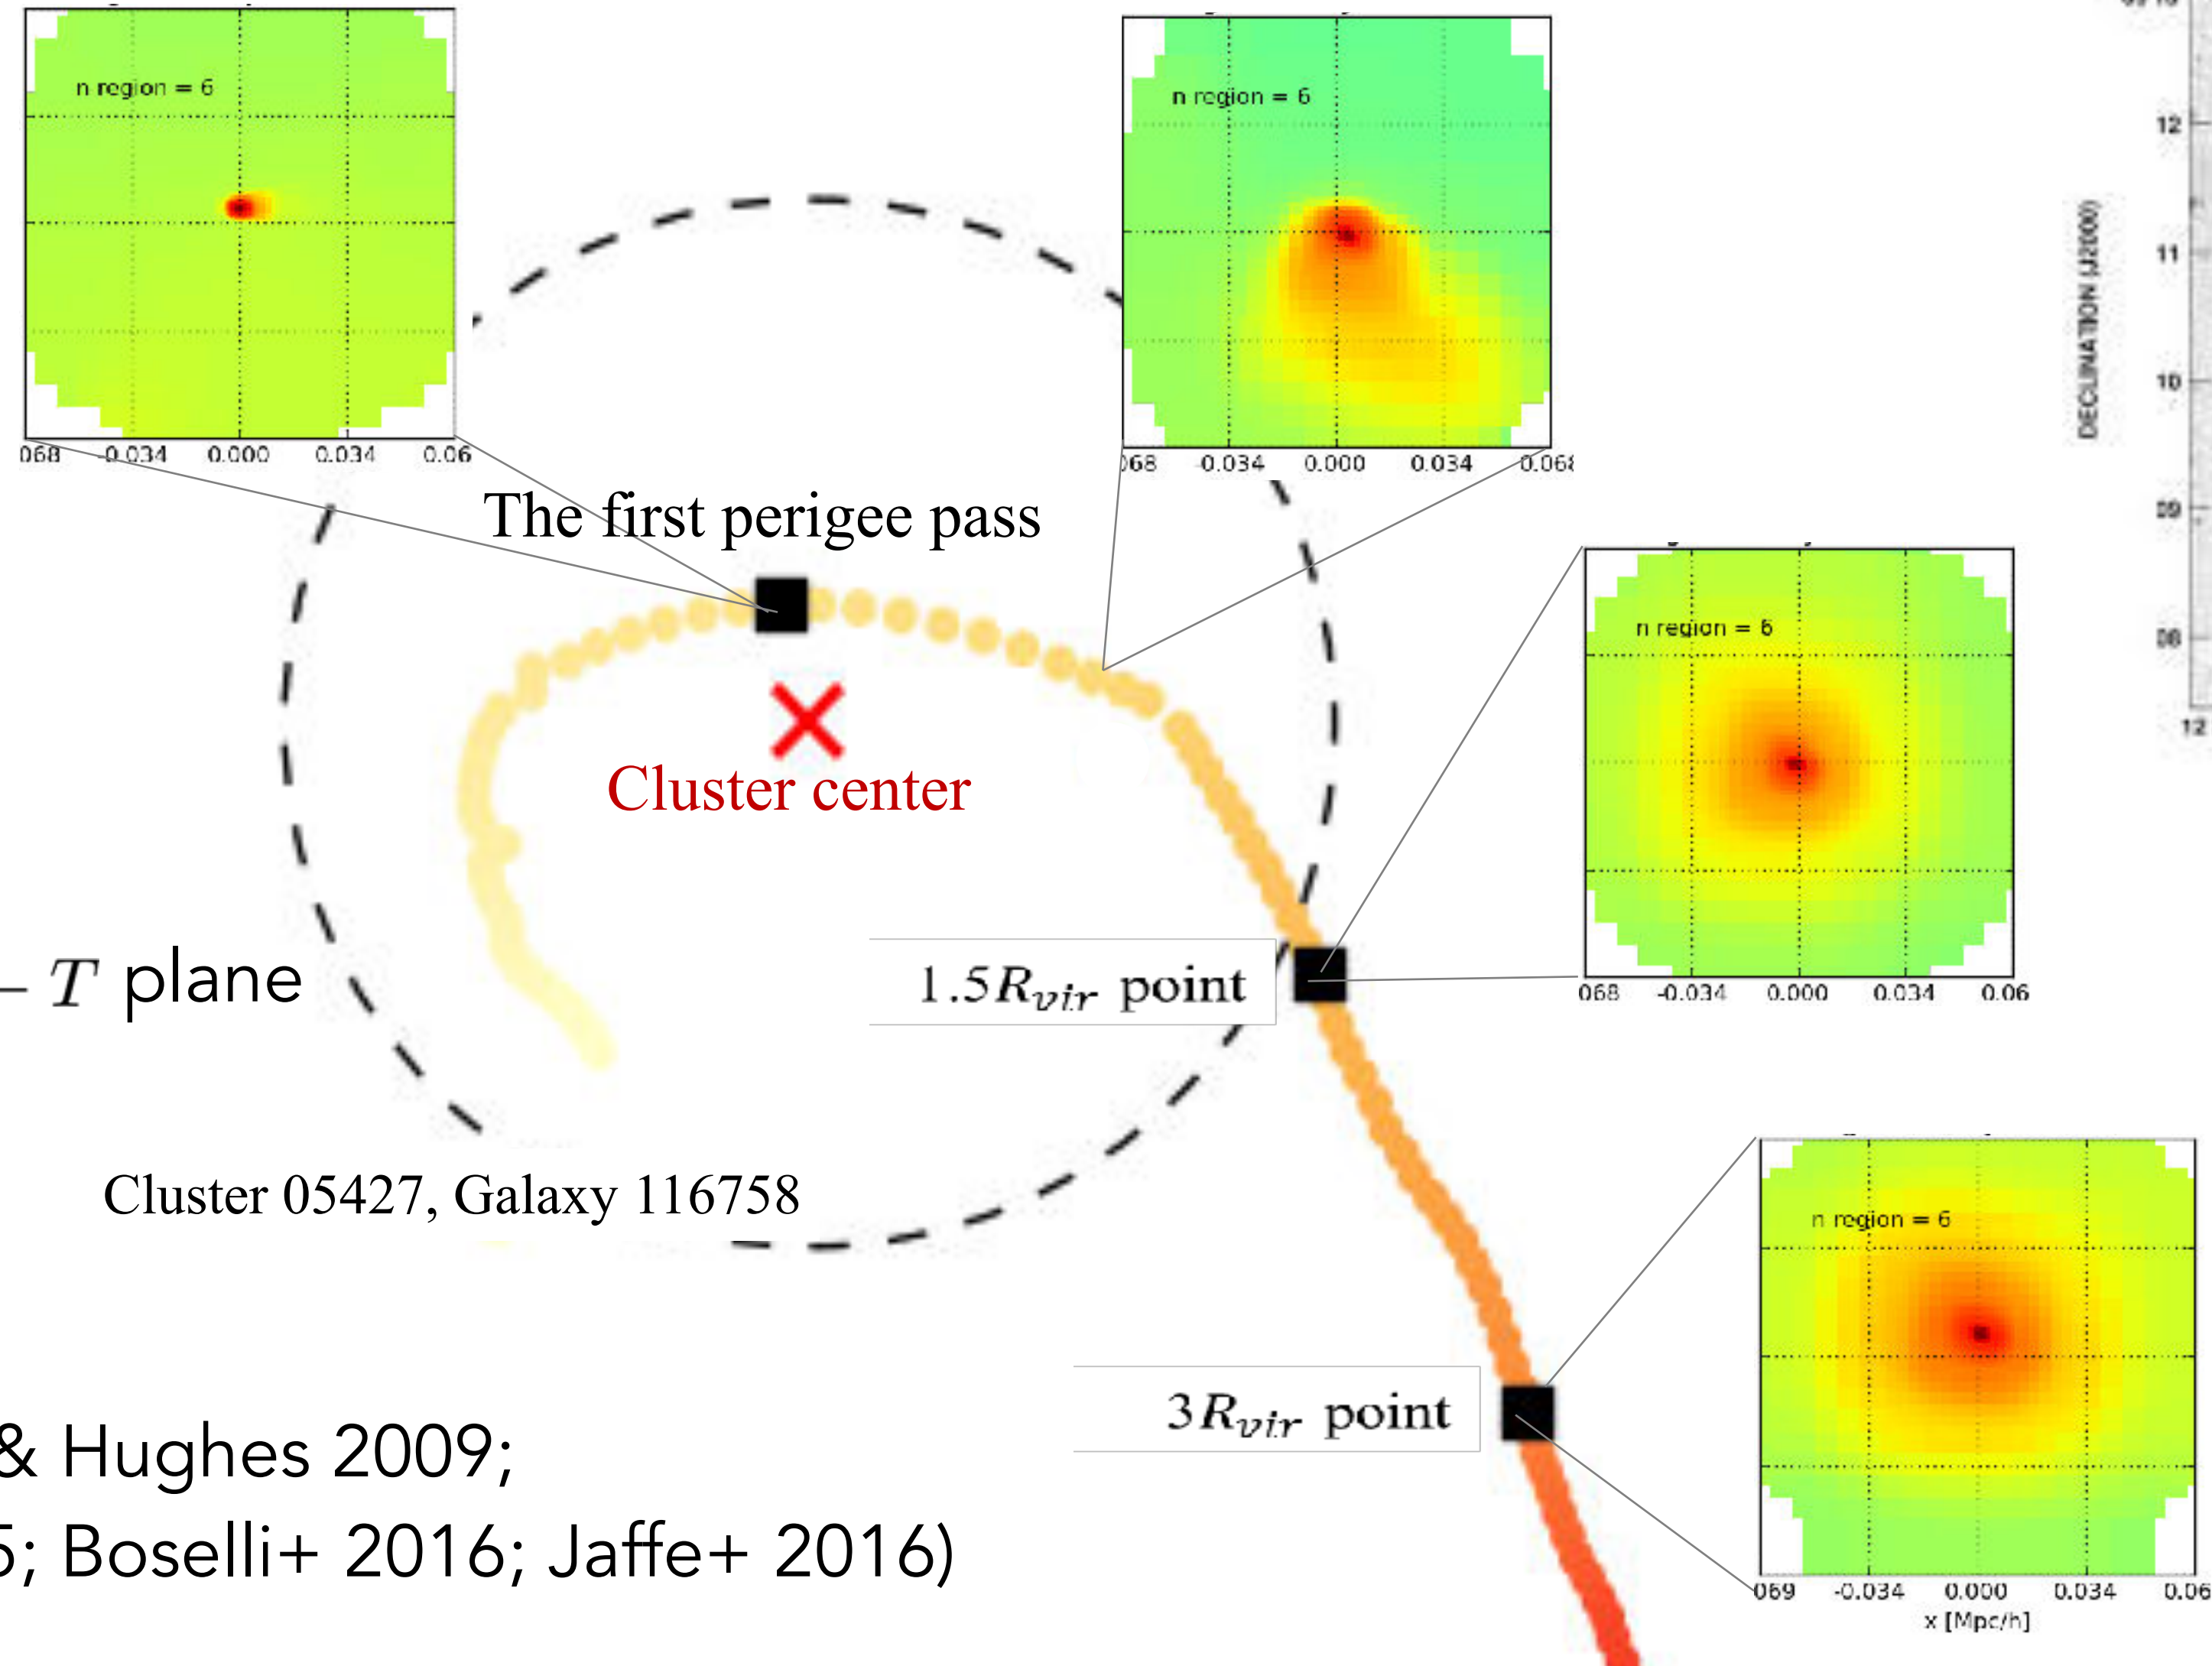 n region = 6
068 -0.034 0.000 0.034 0.06
n region = 6
068 -0.034 0.000 0.034 0.068
12
11
10
09
08
12
DECLINATION (J2000)
The first perigee pass
n region = 6
068 -0.034 0.000 0.034 0.06
Cluster center
1.5R_vir point
– T plane
Cluster 05427, Galaxy 116758
n region = 6
069 -0.034 0.000 0.034 0.06
x [Mpc/h]
3R_vir point
& Hughes 2009;
5; Boselli+ 2016; Jaffe+ 2016)